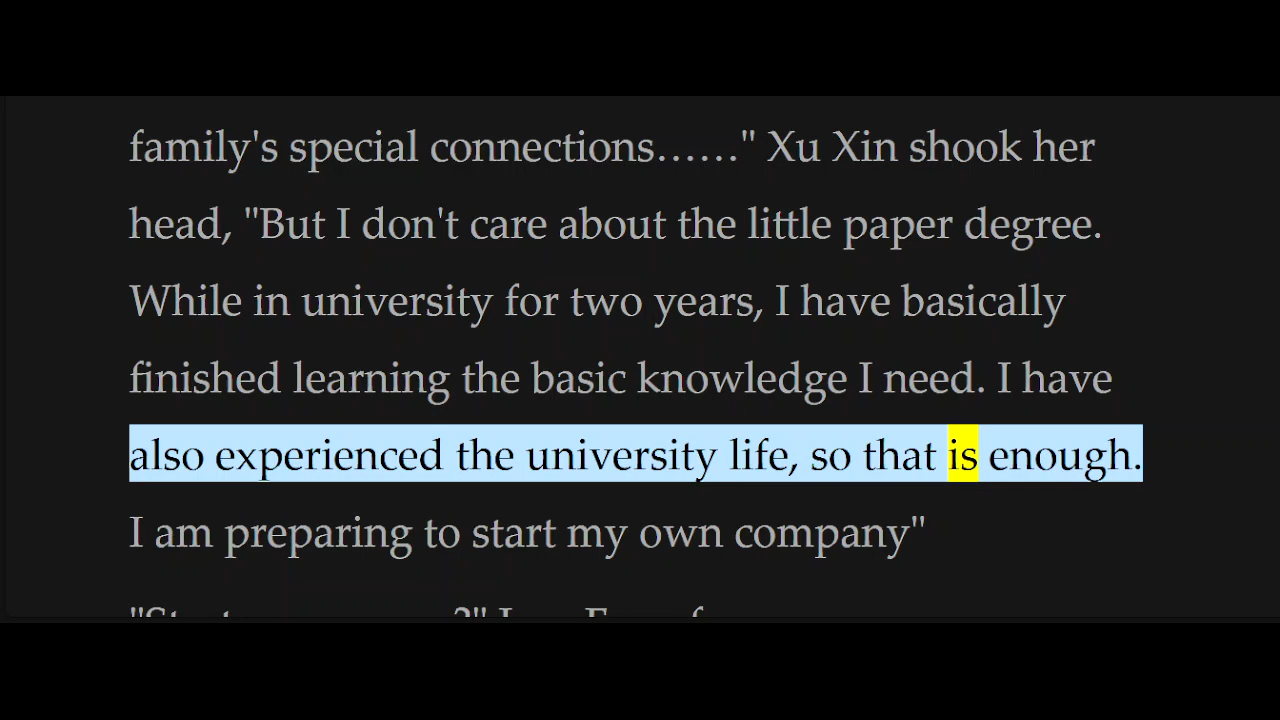 family's special connections……" Xu Xin shook her
head, "But I don't care about the little paper degree.
While in university for two years, I have basically
finished learning the basic knowledge I need. I have
also experienced the university life, so that is enough.
I am preparing to start my own company"